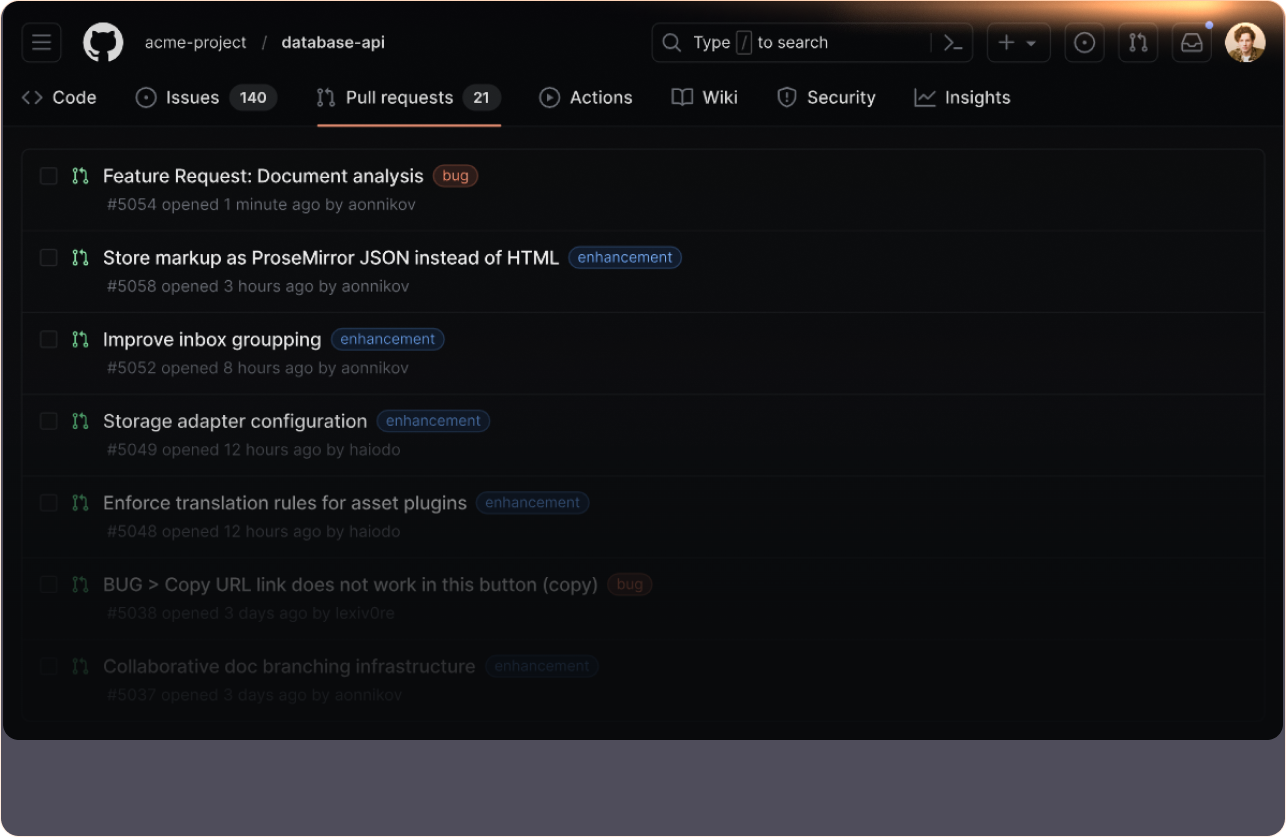 acme-project / database-api
Type / to search
Code Issues 140 Pull requests 21 Actions Wiki Security Insights
Feature Request: Document analysis bug
#5054 opened 1 minute ago by aonnikov
Store markup as ProseMirror JSON instead of HTML enhancement
#5058 opened 3 hours ago by aonnikov
Improve inbox groupping enhancement
#5052 opened 8 hours ago by aonnikov
Storage adapter configuration enhancement
#5049 opened 12 hours ago by haiodo
Enforce translation rules for asset plugins enhancement
#5048 opened 12 hours ago by haiodo
BUG > Copy URL link does not work in this button (copy) bug
#5038 opened 3 days ago by lexiv0re
Collaborative doc branching infrastructure enhancement
#5037 opened 3 days ago by aonnikov